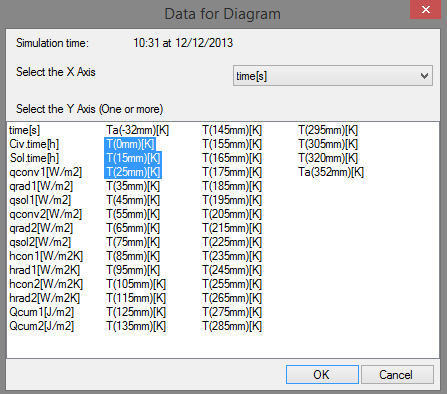 Data for Diagram
Simulation time: 10:31 at 12/12/2013
Select the X Axis
time[s]
Select the Y Axis (One or more)
time[s] Ta(-32mm)[K] T(145mm)[K] T(295mm)[K]
Civ.time[h] T(0mm)[K] T(155mm)[K] T(305mm)[K]
Sol.time[h] T(15mm)[K] T(165mm)[K] T(320mm)[K]
qconv1[W/m2] T(25mm)[K] T(175mm)[K] Ta(352mm)[K]
qrad1[W/m2] T(35mm)[K] T(185mm)[K]
qsol1[W/m2] T(45mm)[K] T(195mm)[K]
qconv2[W/m2] T(55mm)[K] T(205mm)[K]
qrad2[W/m2] T(65mm)[K] T(215mm)[K]
qsol2[W/m2] T(75mm)[K] T(225mm)[K]
hcon1[W/m2K] T(85mm)[K] T(235mm)[K]
hrad1[W/m2K] T(95mm)[K] T(245mm)[K]
hcon2[W/m2K] T(105mm)[K] T(255mm)[K]
hrad2[W/m2K] T(115mm)[K] T(265mm)[K]
Qcum1[J/m2] T(125mm)[K] T(275mm)[K]
Qcum2[J/m2] T(135mm)[K] T(285mm)[K]
OK Cancel